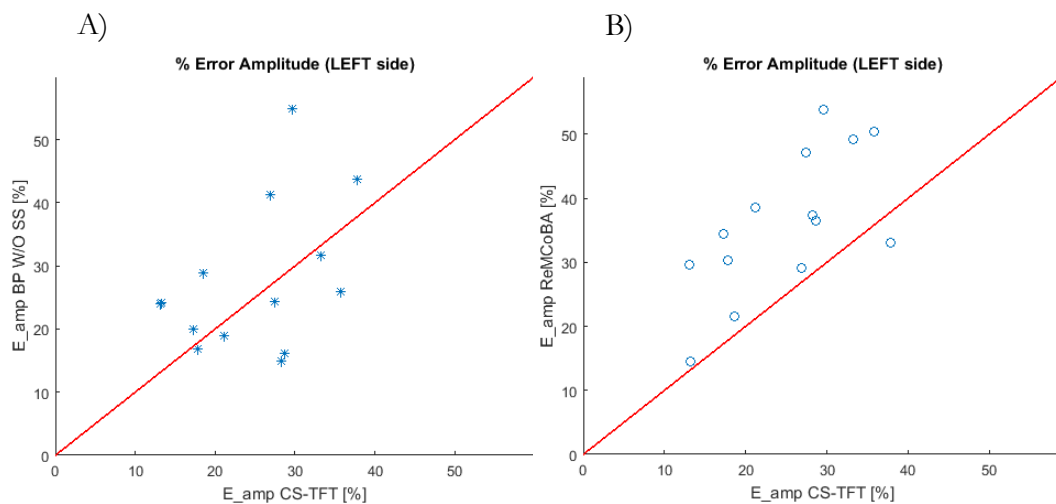 A)
% Error Amplitude (LEFT side)
E_amp BP W/O SS [%]
50
40
30
20
10
0
0 10 20 30 40 50
E_amp CS-TFT [%]
B)
% Error Amplitude (LEFT side)
E_amp ReMCoBA [%]
50
40
30
20
10
0
0 10 20 30 40 50
E_amp CS-TFT [%]